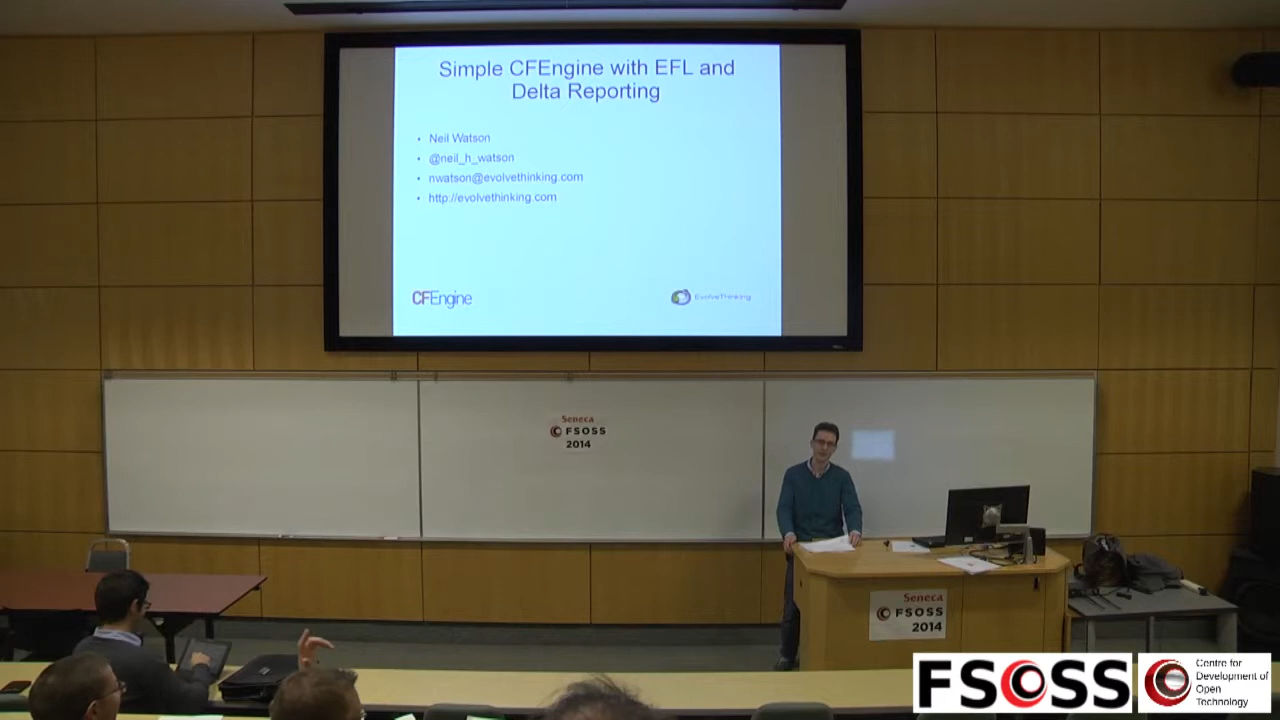 Simple CFEngine with EFL and
Delta Reporting
Neil Watson
@neil_h_watson
nwatson@evolvethinking.com
http://evolvethinking.com
CFEngine
EvolveThinking
Seneca
FSOSS
2014
Seneca
FSOSS
2014
FSOSS
Centre for
Development of
Open
Technology